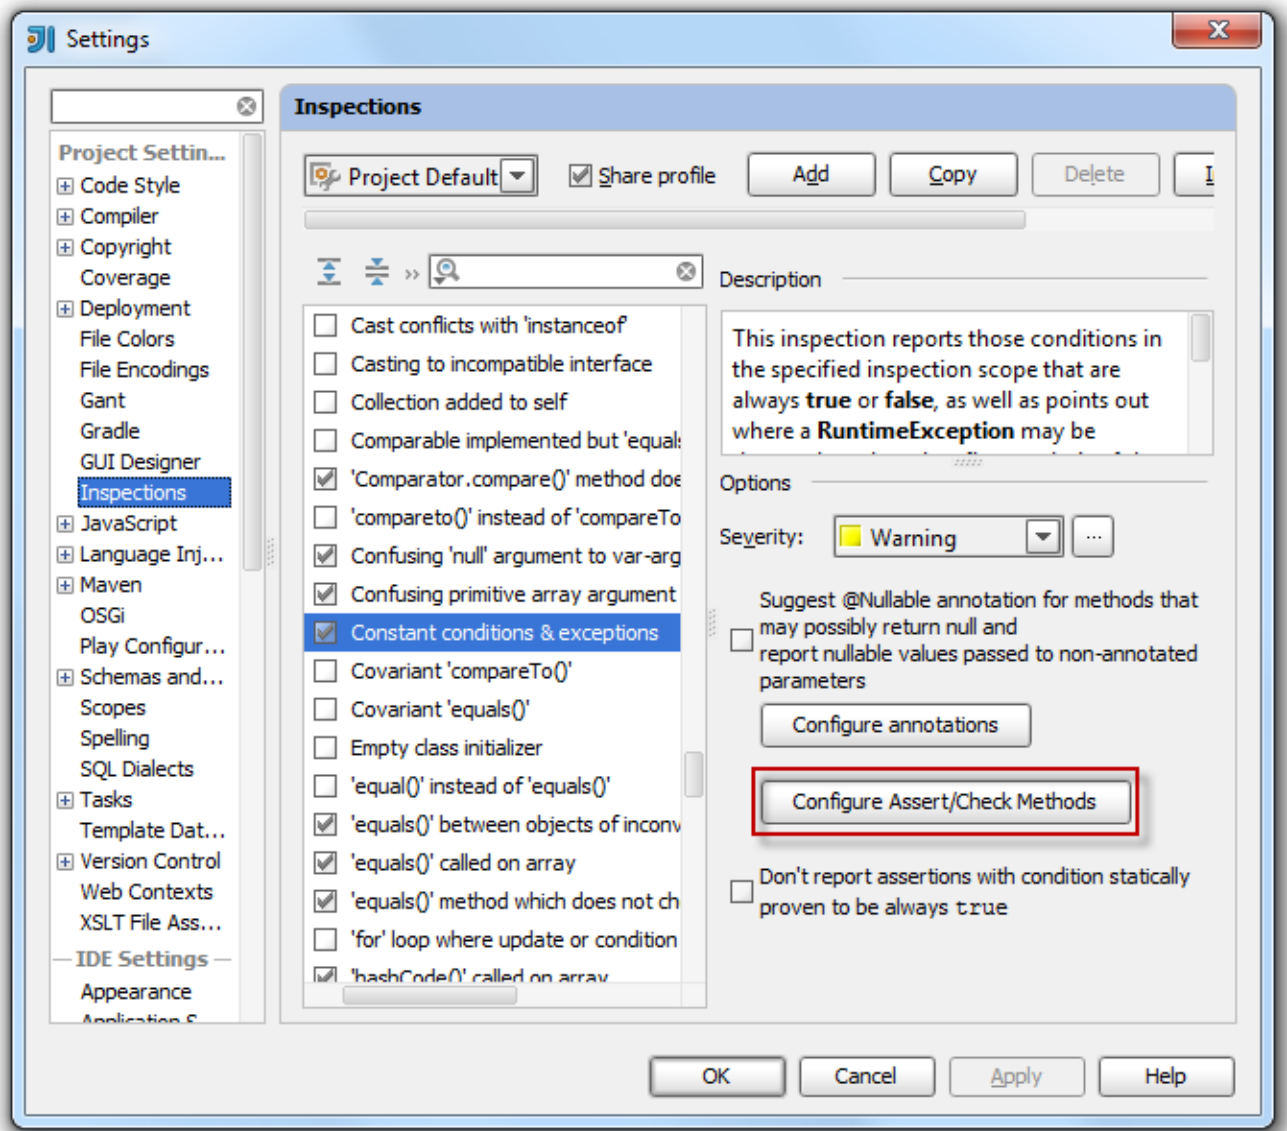 Settings
Inspections
Project Settin...
Code Style
Compiler
Copyright
Coverage
Deployment
File Colors
File Encodings
Gant
Gradle
GUI Designer
Inspections
JavaScript
Language Inj...
Maven
OSGi
Play Configur...
Schemas and...
Scopes
Spelling
SQL Dialects
Tasks
Template Dat...
Version Control
Web Contexts
XSLT File Ass...
IDE Settings
Appearance
Project Default
Share profile
Add
Copy
Delete
Cast conflicts with 'instanceof'
Casting to incompatible interface
Collection added to self
Comparable implemented but 'equals
'Comparator.compare()' method doe
'compareto()' instead of 'compareTo
Confusing 'null' argument to var-arg
Confusing primitive array argument
Constant conditions & exceptions
Covariant 'compareTo()'
Covariant 'equals()'
Empty class initializer
'equal()' instead of 'equals()'
'equals()' between objects of inconv
'equals()' called on array
'equals()' method which does not ch
'for' loop where update or condition
'hashCode()' called on array
Description
This inspection reports those conditions in
the specified inspection scope that are
always true or false, as well as points out
where a RuntimeException may be
Options
Severity:
Warning
...
Suggest @Nullable annotation for methods that
may possibly return null and
report nullable values passed to non-annotated
parameters
Configure annotations
Configure Assert/Check Methods
Don't report assertions with condition statically
proven to be always true
OK
Cancel
Apply
Help